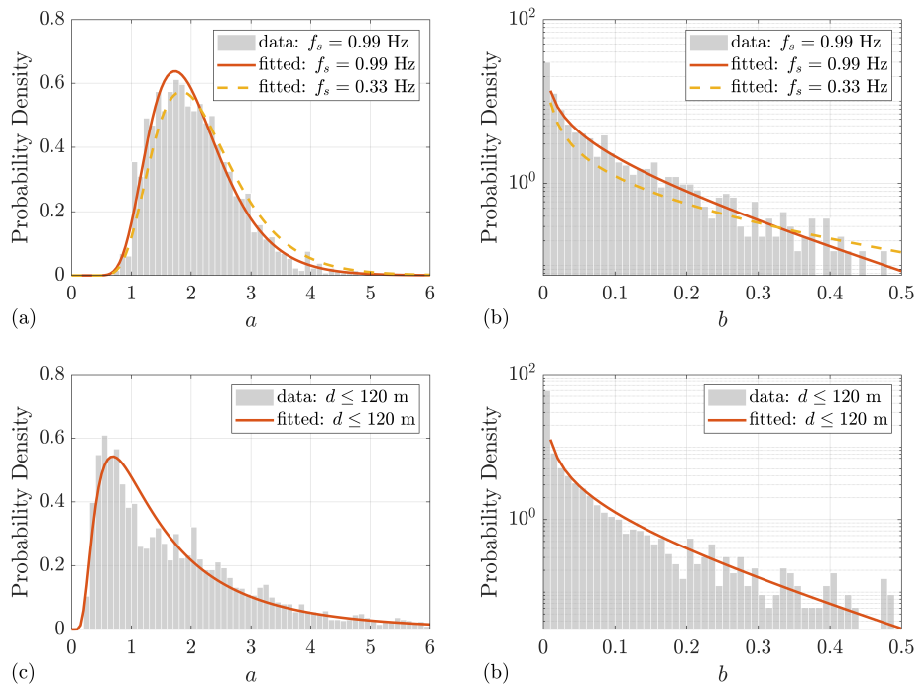 0.8
0.6
0.4
0.2
0
Probability Density
data: f_s = 0.99 Hz
fitted: f_s = 0.99 Hz
fitted: f_s = 0.33 Hz
0 1 2 3 4 5 6
(a)
a
10^2
10^0
Probability Density
data: f_s = 0.99 Hz
fitted: f_s = 0.99 Hz
fitted: f_s = 0.33 Hz
0 0.1 0.2 0.3 0.4 0.5
(b)
b
0.8
0.6
0.4
0.2
0
Probability Density
data: d ≤ 120 m
fitted: d ≤ 120 m
0 1 2 3 4 5 6
(c)
a
10^2
10^0
Probability Density
data: d ≤ 120 m
fitted: d ≤ 120 m
0 0.1 0.2 0.3 0.4 0.5
(b)
b